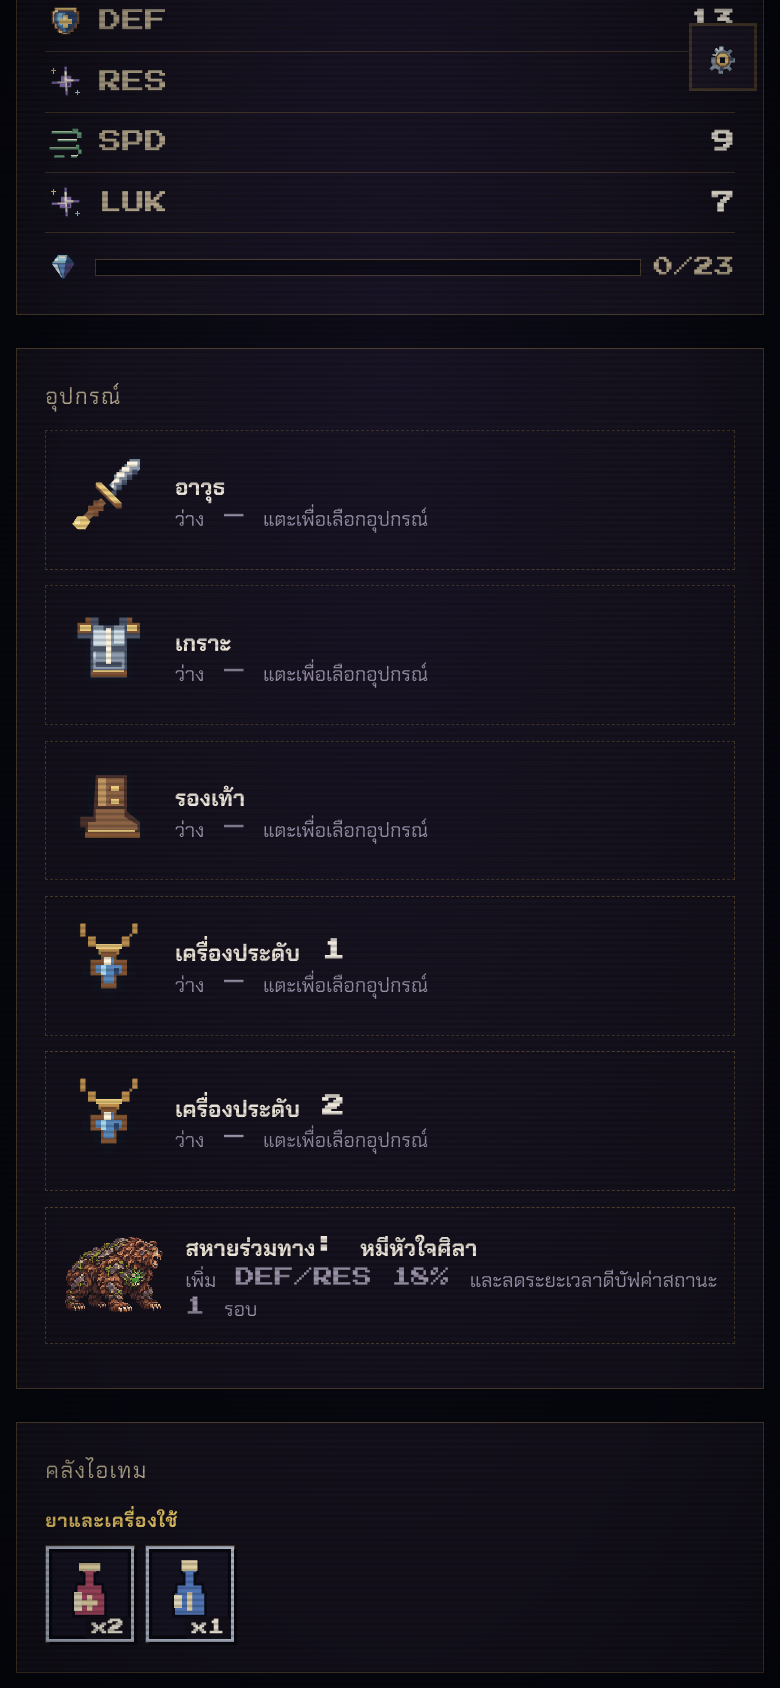 DEF 13
RES
SPD 9
LUK 7
0/23
อุปกรณ์
อาวุธ
ว่าง — แตะเพื่อเลือกอุปกรณ์
เกราะ
ว่าง — แตะเพื่อเลือกอุปกรณ์
รองเท้า
ว่าง — แตะเพื่อเลือกอุปกรณ์
เครื่องประดับ 1
ว่าง — แตะเพื่อเลือกอุปกรณ์
เครื่องประดับ 2
ว่าง — แตะเพื่อเลือกอุปกรณ์
สหายร่วมทาง: หมีหัวใจศิลา
เพิ่ม DEF/RES 18% และลดระยะเวลาดีบัฟค่าสถานะ
1 รอบ
คลังไอเทม
ยาและเครื่องใช้
x2 x1